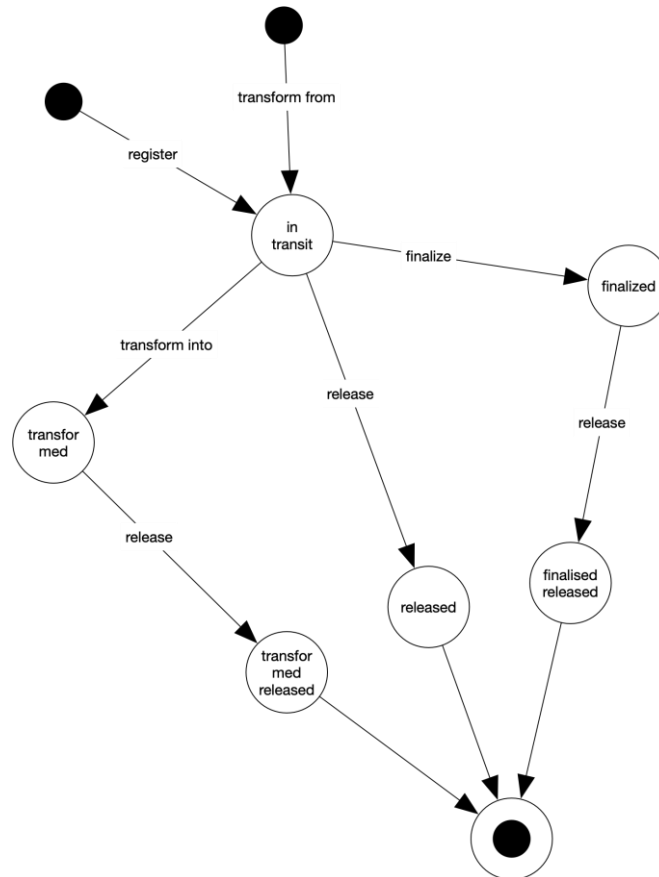 transform from
register
in
transit
finalize
finalized
transform into
release
release
transfor
med
release
finalised
released
released
transfor
med
released